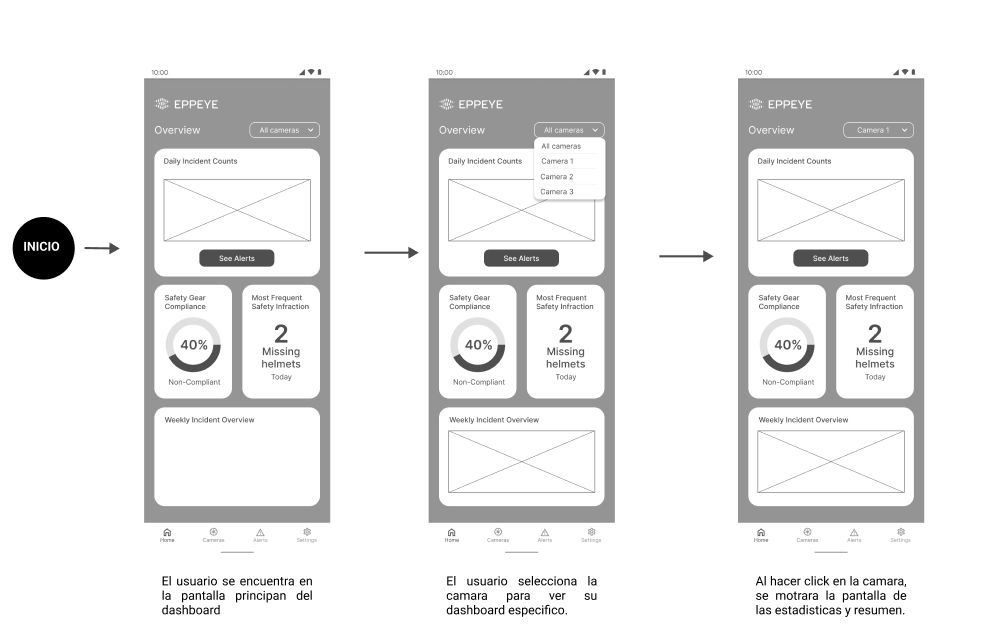 INICIO
10:00
EPPEYE
Overview
All cameras
Daily Incident Counts
See Alerts
Safety Gear
Compliance
40%
Non-Compliant
Most Frequent
Safety Infraction
2
Missing
helmets
Today
Weekly Incident Overview
Home
Cameras
Alerts
Settings
El usuario se encuentra en
la pantalla principan del
dashboard
10:00
EPPEYE
Overview
All cameras
All cameras
Camera 1
Camera 2
Camera 3
Daily Incident Counts
See Alerts
Safety Gear
Compliance
40%
Non-Compliant
Most Frequent
Safety Infraction
2
Missing
helmets
Today
Weekly Incident Overview
Home
Cameras
Alerts
Settings
El usuario selecciona la
camara para ver su
dashboard especifico.
10:00
EPPEYE
Overview
Camera 1
Daily Incident Counts
See Alerts
Safety Gear
Compliance
40%
Non-Compliant
Most Frequent
Safety Infraction
2
Missing
helmets
Today
Weekly Incident Overview
Home
Cameras
Alerts
Settings
Al hacer click en la camara,
se motrara la pantalla de
las estadisticas y resumen.